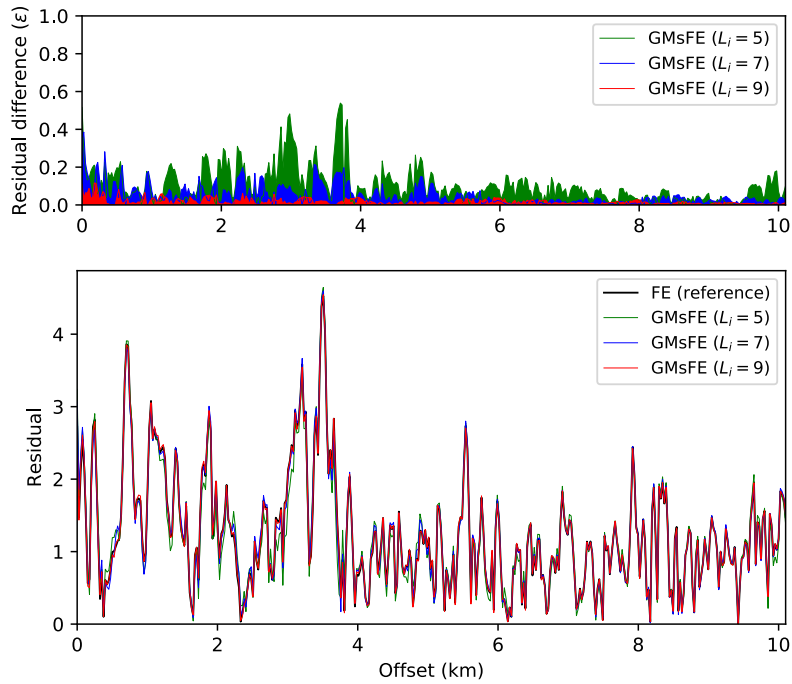 1.0
0.8
0.6
0.4
0.2
0.0
Residual difference (ε)
GMsFE (Lᵢ = 5)
GMsFE (Lᵢ = 7)
GMsFE (Lᵢ = 9)
0 2 4 6 8 10
4
3
2
1
0
Residual
FE (reference)
GMsFE (Lᵢ = 5)
GMsFE (Lᵢ = 7)
GMsFE (Lᵢ = 9)
0 2 4 6 8 10
Offset (km)